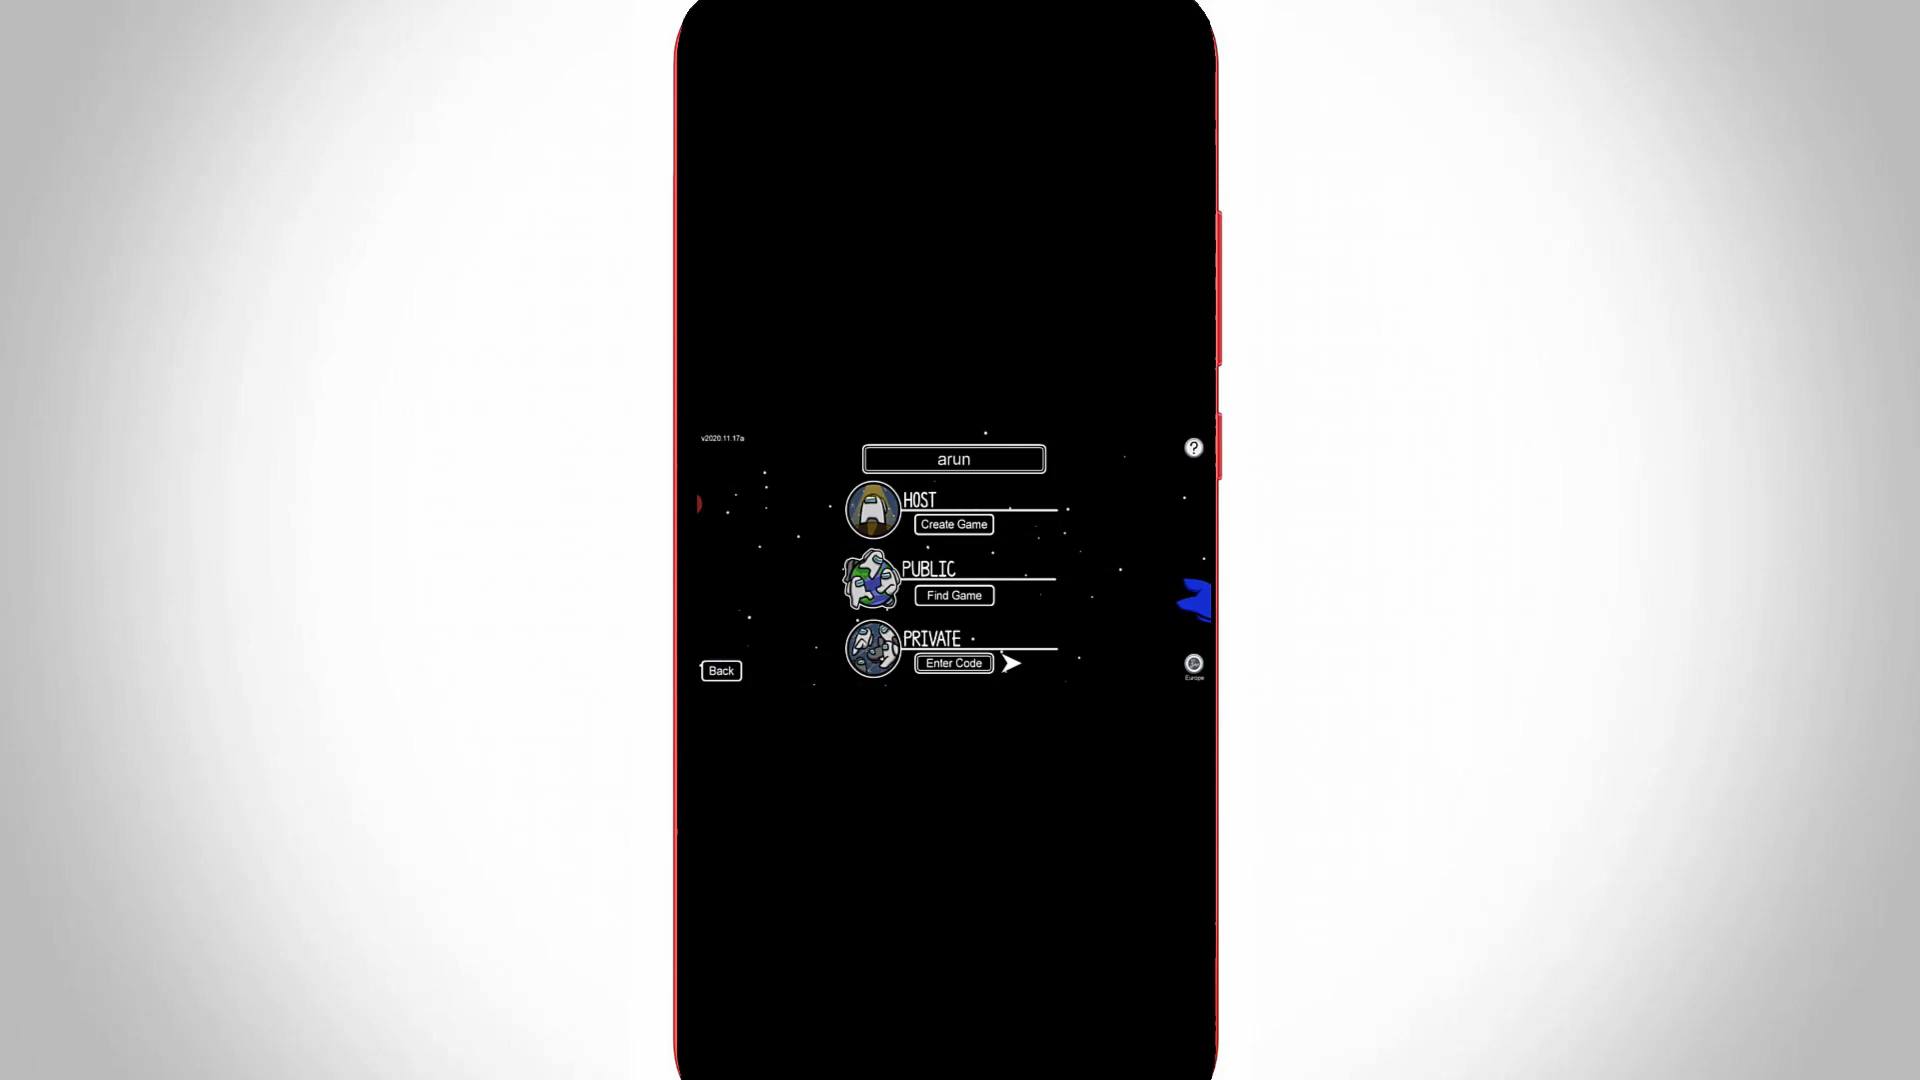 v2020.11.17a
arun
?
HOST
Create Game
PUBLIC
Find Game
PRIVATE
Enter Code
Back
Europe